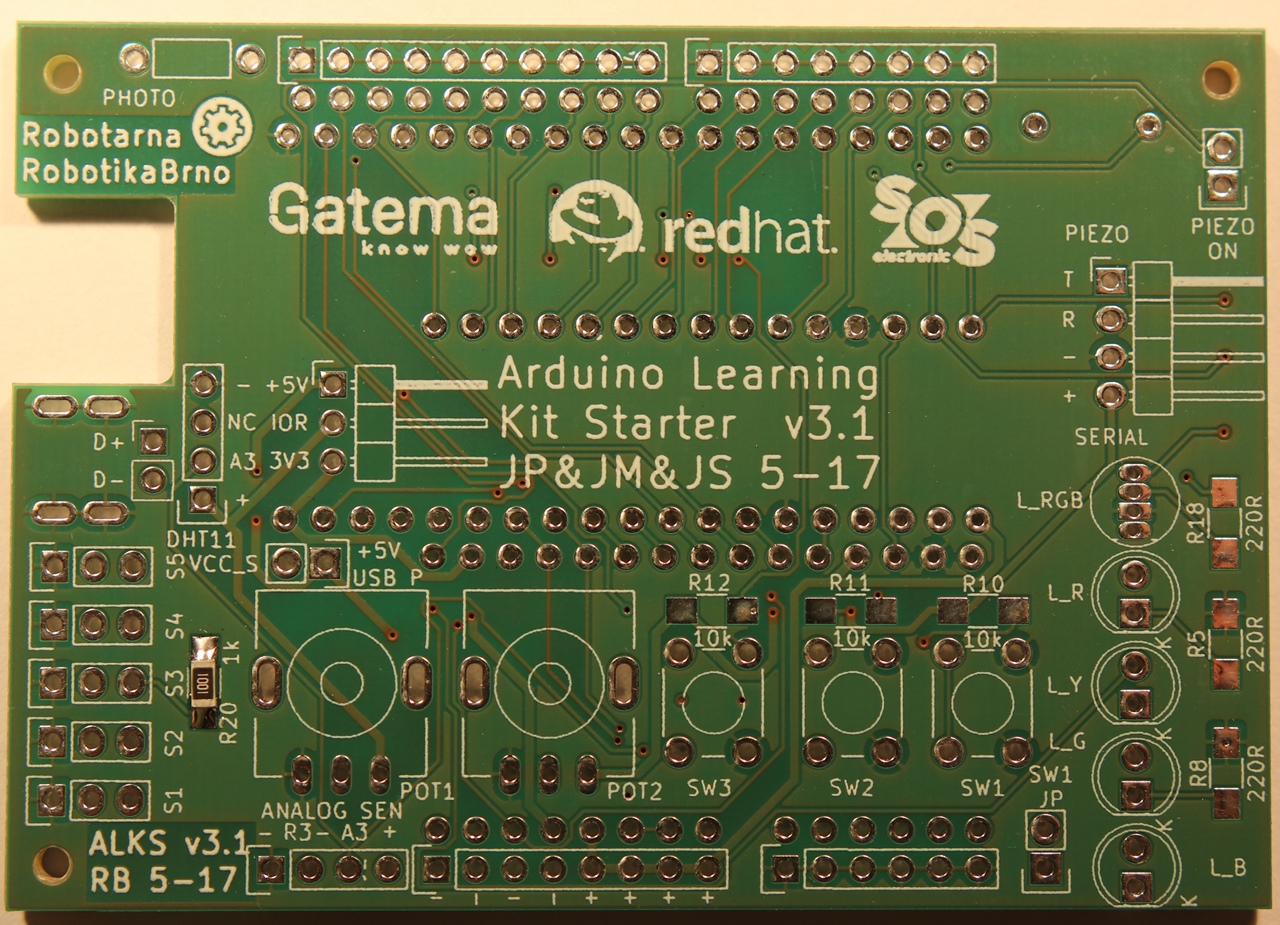 PHOTO
Robotarna
RobotikaBrno
Gatema
know wow
redhat.
SOS
electronic
PIEZO
ON
PIEZO
T
R
-
+
SERIAL
Arduino Learning
Kit Starter v3.1
JP&JM&JS 5-17
- +5V
NC IOR
A3 3V3
+
D+
D-
DHT11
VCC_S
+5V
USB P
S5
S4
S3
S2
S1
1k
1001
R20
POT1
POT2
R12
10k
R11
10k
R10
10k
SW3
SW2
SW1
L_RGB
R18
220R
L_R
K
R5
220R
L_Y
K
L_G
K
R8
220R
L_B
K
SW1
JP
ANALOG SEN
- R3- A3 +
ALKS v3.1
RB 5-17
- | - | + + + +